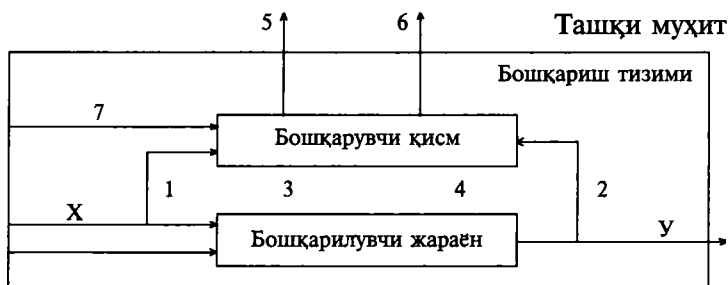 5 6 Ташқи муҳит
Бошқариш тизими
7
Бошқарувчи қисм
1 3 4 2
Х У
Бошқарилувчи жараён